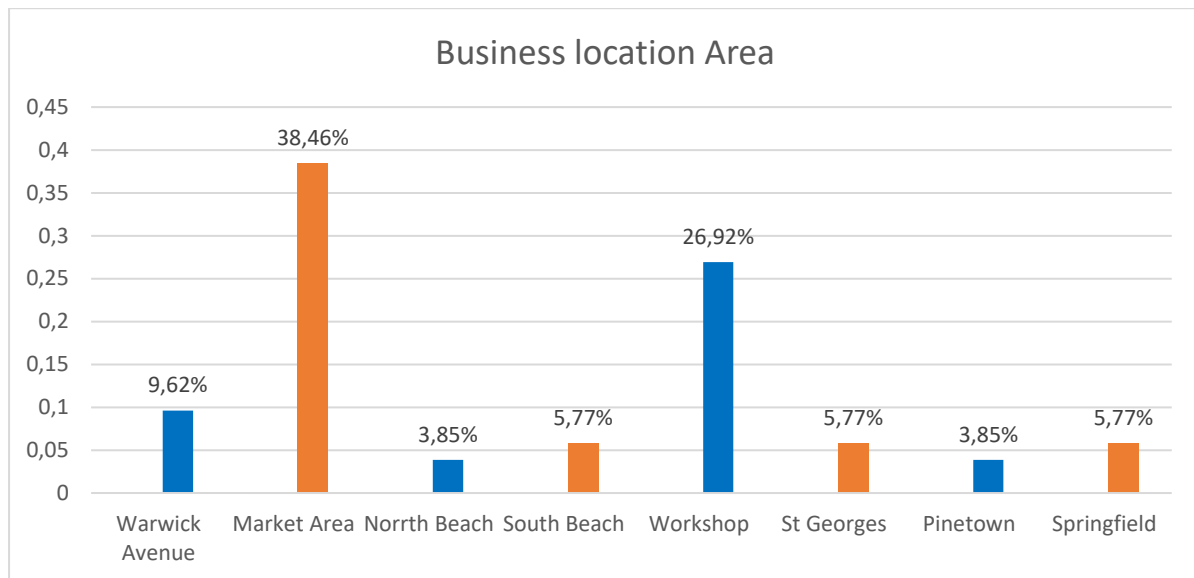 Business location Area
0,45
0,4
0,35
0,3
0,25
0,2
0,15
0,1
0,05
0
9,62%
38,46%
3,85%
5,77%
26,92%
5,77%
3,85%
5,77%
Warwick
Avenue
Market Area
Norrth Beach
South Beach
Workshop
St Georges
Pinetown
Springfield